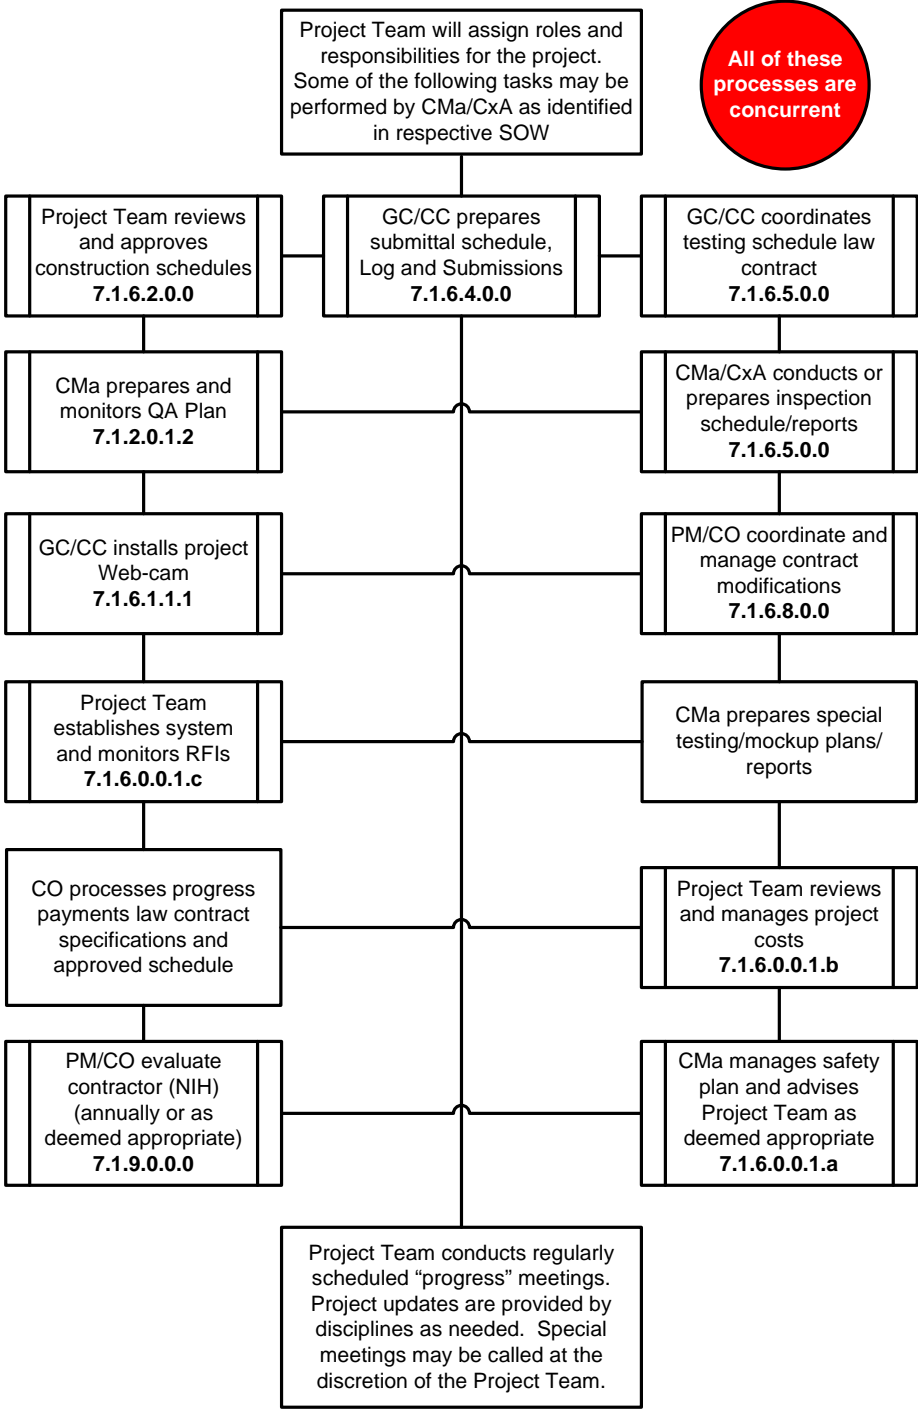 Project Team will assign roles and
responsibilities for the project.
Some of the following tasks may be
performed by CMa/CxA as identified
in respective SOW
All of these
processes are
concurrent
Project Team reviews
and approves
construction schedules
7.1.6.2.0.0
GC/CC prepares
submittal schedule,
Log and Submissions
7.1.6.4.0.0
GC/CC coordinates
testing schedule law
contract
7.1.6.5.0.0
CMa prepares and
monitors QA Plan
7.1.2.0.1.2
CMa/CxA conducts or
prepares inspection
schedule/reports
7.1.6.5.0.0
GC/CC installs project
Web-cam
7.1.6.1.1.1
PM/CO coordinate and
manage contract
modifications
7.1.6.8.0.0
Project Team
establishes system
and monitors RFIs
7.1.6.0.0.1.c
CMa prepares special
testing/mockup plans/
reports
CO processes progress
payments law contract
specifications and
approved schedule
Project Team reviews
and manages project
costs
7.1.6.0.0.1.b
PM/CO evaluate
contractor (NIH)
(annually or as
deemed appropriate)
7.1.9.0.0.0
CMa manages safety
plan and advises
Project Team as
deemed appropriate
7.1.6.0.0.1.a
Project Team conducts regularly
scheduled “progress” meetings.
Project updates are provided by
disciplines as needed.  Special
meetings may be called at the
discretion of the Project Team.